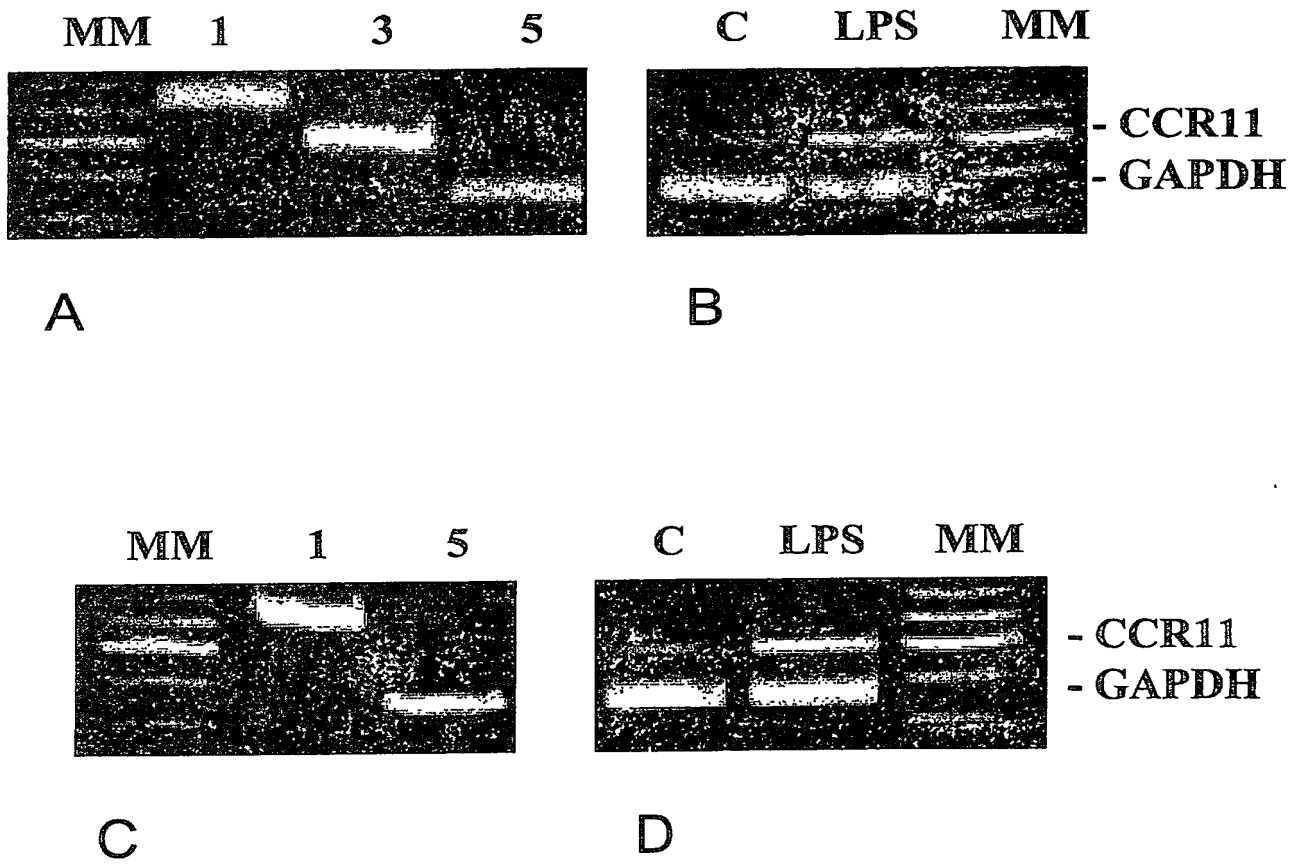 MM 1 3 5
C LPS MM
- CCR11
- GAPDH
A
B
MM 1 5
C LPS MM
- CCR11
- GAPDH
C
D